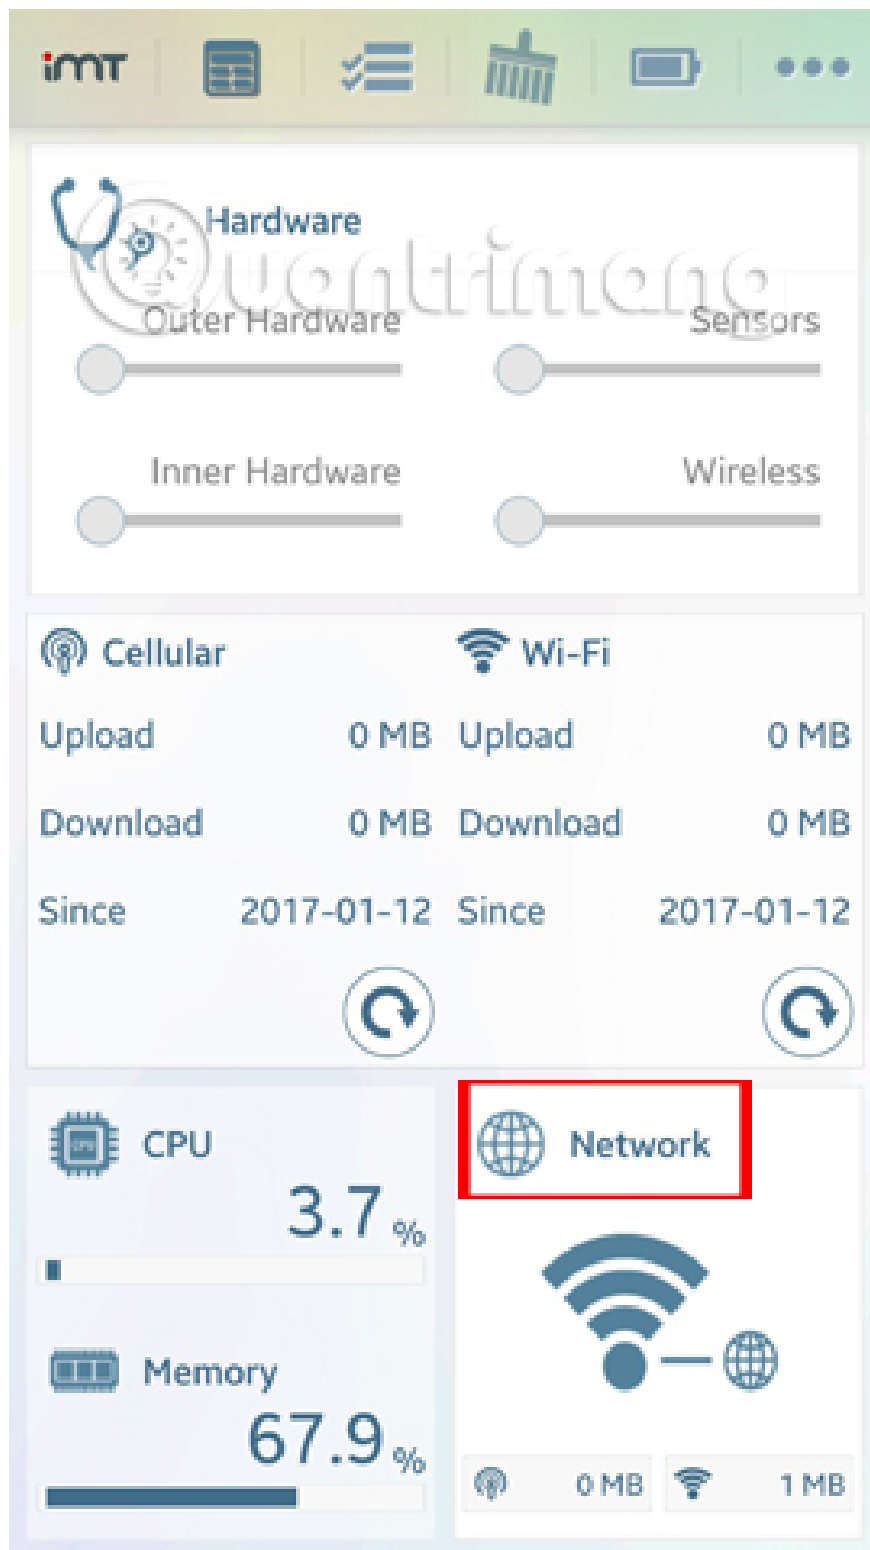 iMT
Hardware
Quantrimang
Outer Hardware
Sensors
Inner Hardware
Wireless
Cellular
Upload 0 MB
Download 0 MB
Since 2017-01-12
Wi-Fi
Upload 0 MB
Download 0 MB
Since 2017-01-12
CPU
3.7 %
Memory
67.9 %
Network
0 MB
1 MB